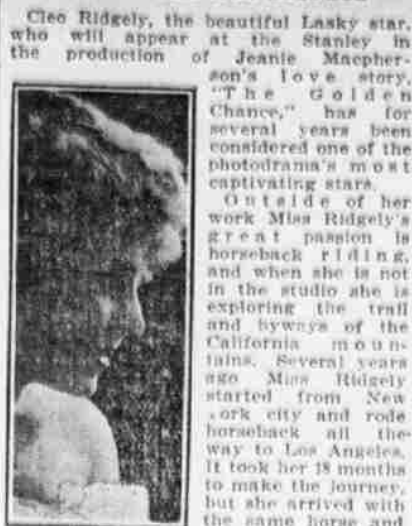 Cleo Ridgely, the beautiful Lasky star,
who will appear at the Stanley in
the production of Jeanie Macpher-
son's love story,
"The Golden
Chance," has for
several years been
considered one of the
photodrama's most
captivating stars.
Outside of her
work Miss Ridgely's
great passion is
horseback riding,
and when she is not
in the studio she is
exploring the trail
and byways of the
California moun-
tains. Several years
ago Miss Ridgely
started from New
York city and rode
horseback all the
way to Los Angeles.
It took her 18 months
to make the journey,
but she arrived with
the same horse and